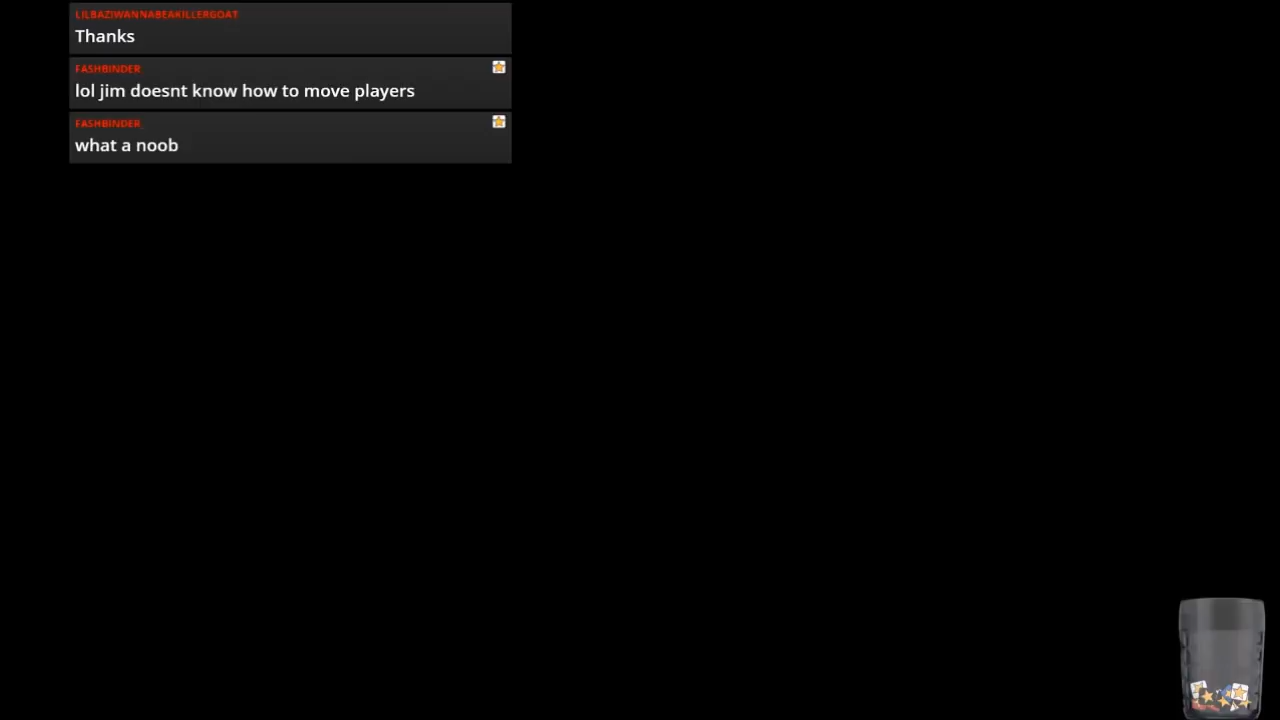 LILBAZIWANNABEAKILLERGOAT
Thanks
FASHBINDER
lol jim doesnt know how to move players
FASHBINDER
what a noob